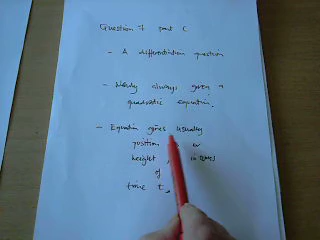 Question 7 part C
- A differentiation question
- Nearly always given a
quadratic equation.
- Equation gives usually
position s or
height , in terms
of
time t,